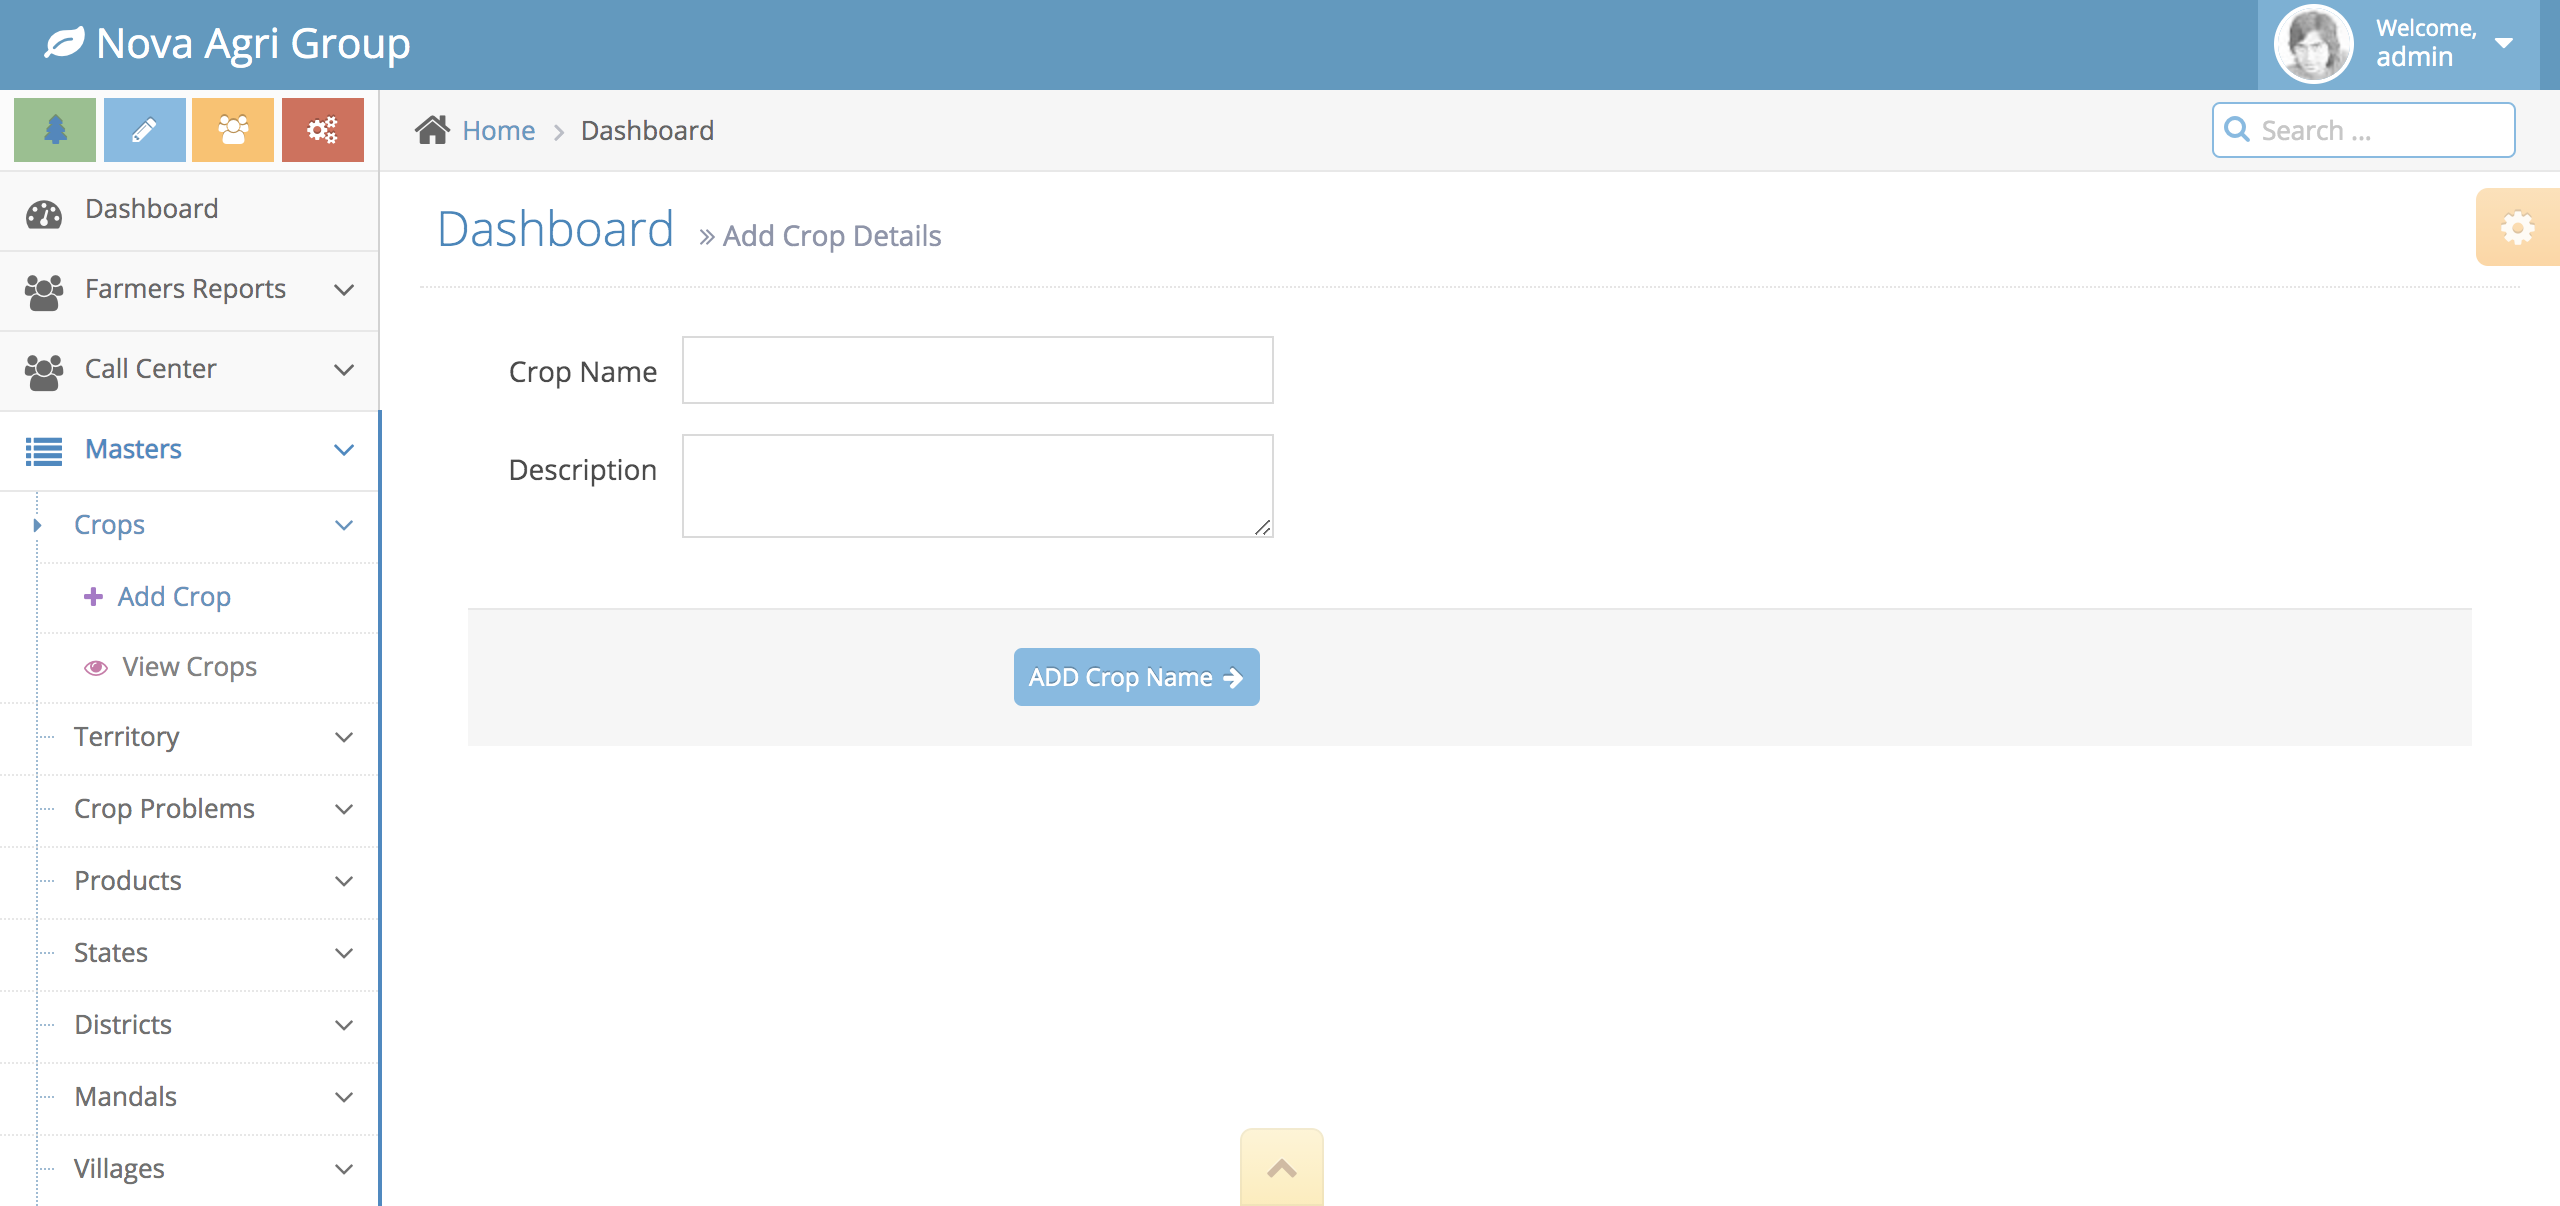 Nova Agri Group
Welcome,
admin
Home
Dashboard
Search ...
Dashboard
Farmers Reports
Call Center
Masters
Crops
Add Crop
View Crops
Territory
Crop Problems
Products
States
Districts
Mandals
Villages
Dashboard » Add Crop Details
Crop Name
Description
ADD Crop Name